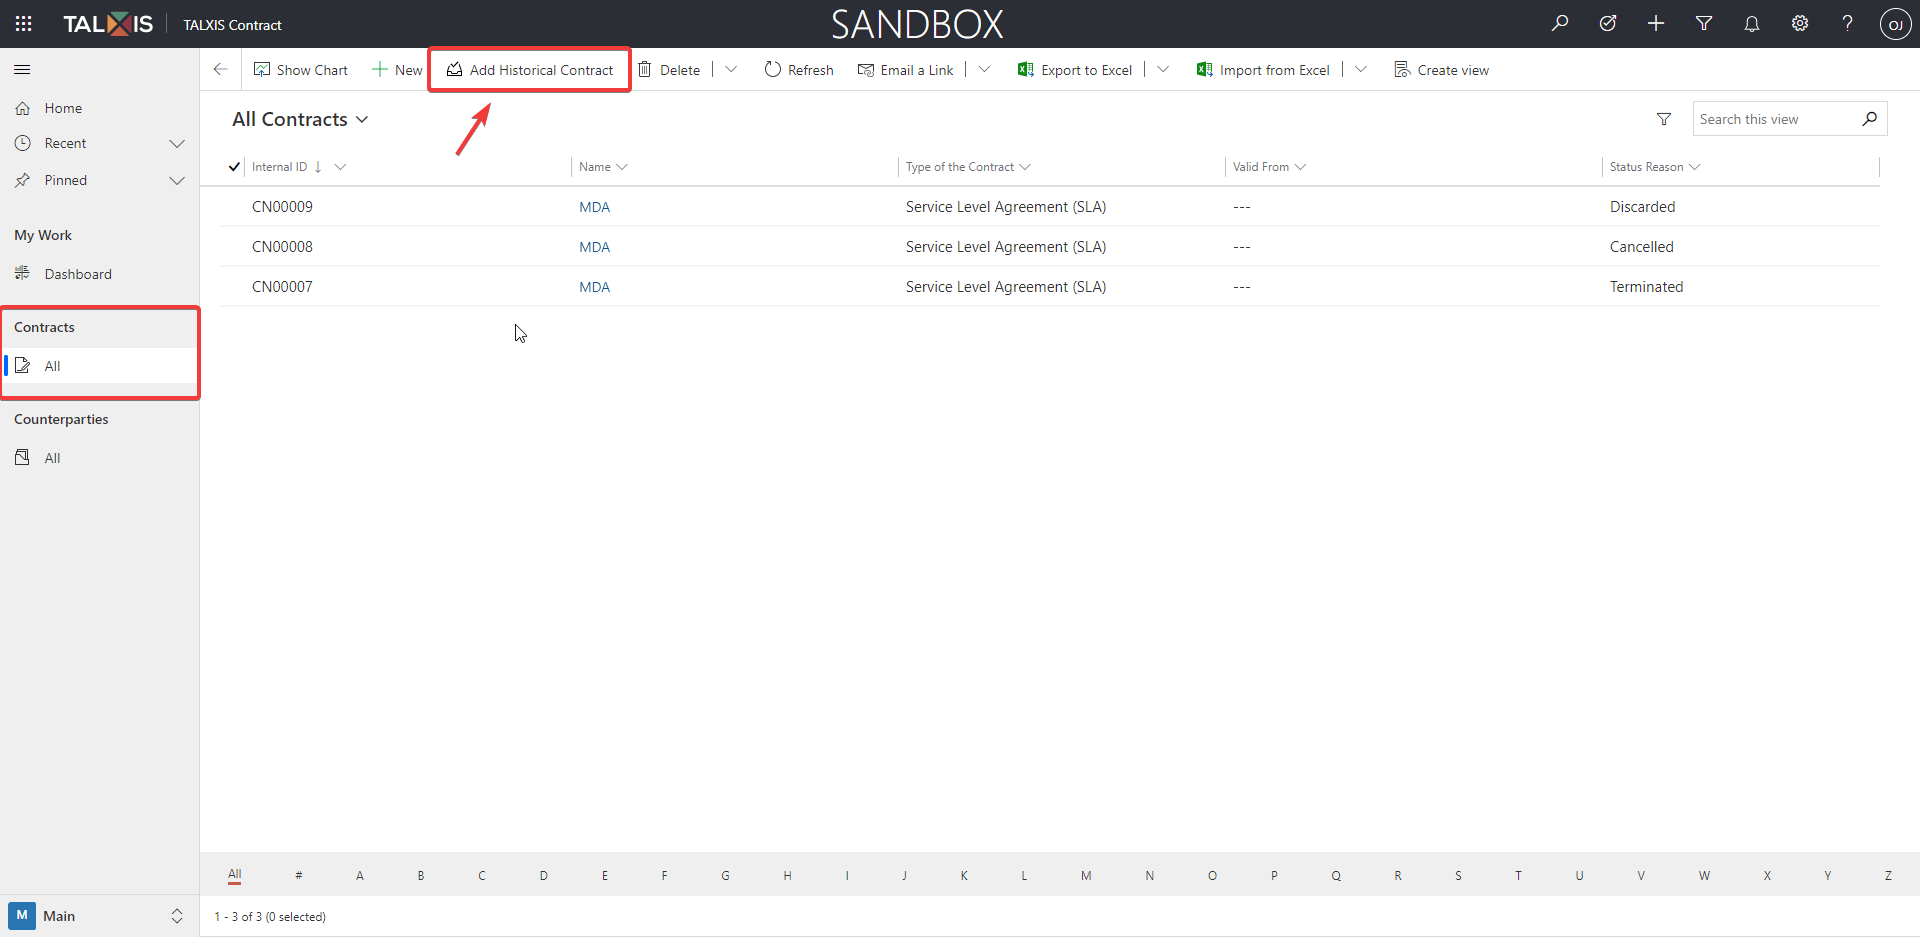 TALXIS TALXIS Contract SANDBOX OJ
Show Chart New Add Historical Contract Delete Refresh Email a Link Export to Excel Import from Excel Create view
Home
Recent
Pinned
My Work
Dashboard
Contracts
All
Counterparties
All
M Main
All Contracts
Search this view
Internal ID Name Type of the Contract Valid From Status Reason
CN00009 MDA Service Level Agreement (SLA) --- Discarded
CN00008 MDA Service Level Agreement (SLA) --- Cancelled
CN00007 MDA Service Level Agreement (SLA) --- Terminated
All # A B C D E F G H I J K L M N O P Q R S T U V W X Y Z
1 - 3 of 3 (0 selected)